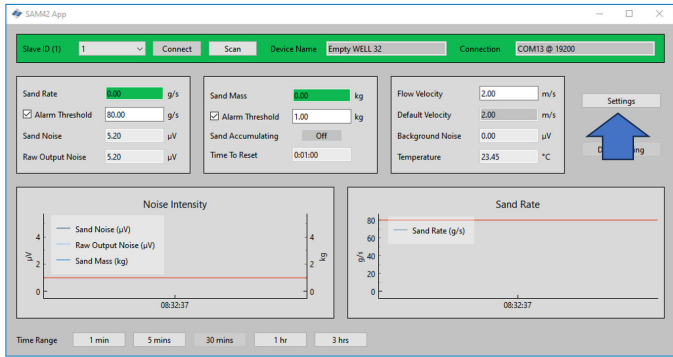 SAM42 App
Slave ID (1) 1 Connect Scan Device Name Empty WELL 32 Connection COM13 @ 19200
Sand Rate 0.00 g/s
Alarm Threshold 80.00 g/s
Sand Noise 5.20 µV
Raw Output Noise 5.20 µV
Sand Mass 0.00 kg
Alarm Threshold 1.00 kg
Sand Accumulating Off
Time To Reset 0:01:00
Flow Velocity 2.00 m/s
Default Velocity 2.00 m/s
Background Noise 0.00 µV
Temperature 23.45 °C
Settings
Noise Intensity
Sand Noise (µV)
Raw Output Noise (µV)
Sand Mass (kg)
µV
4
2
0
kg
4
2
0
08:32:37
Sand Rate
Sand Rate (g/s)
g/s
80
60
40
20
0
08:32:37
Time Range 1 min 5 mins 30 mins 1 hr 3 hrs